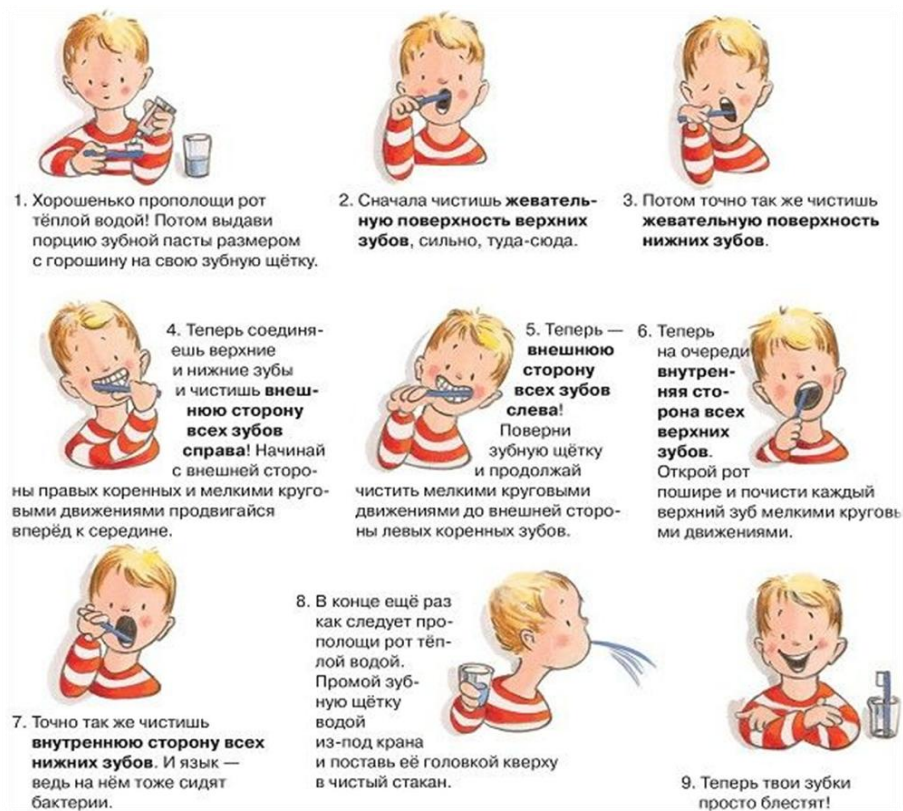 1. Хорошенько прополощи рот
тёплой водой! Потом выдави
порцию зубной пасты размером
с горошину на свою зубную щётку.
2. Сначала чистишь жеватель-
ную поверхность верхних
зубов, сильно, туда-сюда.
3. Потом точно так же чистишь
жевательную поверхность
нижних зубов.
4. Теперь соединя-
ешь верхние
и нижние зубы
и чистишь внеш-
нюю сторону
всех зубов
справа! Начинай
с внешней сторо-
ны правых коренных и мелкими круго-
выми движениями продвигайся
вперёд к середине.
5. Теперь —
внешнюю
сторону
всех зубов
слева!
Поверни
зубную щётку
и продолжай
чистить мелкими круговыми
движениями до внешней сторо-
ны левых коренных зубов.
6. Теперь
на очереди
внутрен-
няя сто-
рона всех
верхних
зубов.
Открой рот
пошире и почисти каждый
верхний зуб мелкими круговы-
ми движениями.
7. Точно так же чистишь
внутреннюю сторону всех
нижних зубов. И язык —
ведь на нём тоже сидят
бактерии.
8. В конце ещё раз
как следует про-
полощи рот тёп-
лой водой.
Промой зуб-
ную щётку
водой
из-под крана
и поставь её головкой кверху
в чистый стакан.
9. Теперь твои зубки
просто блестят!